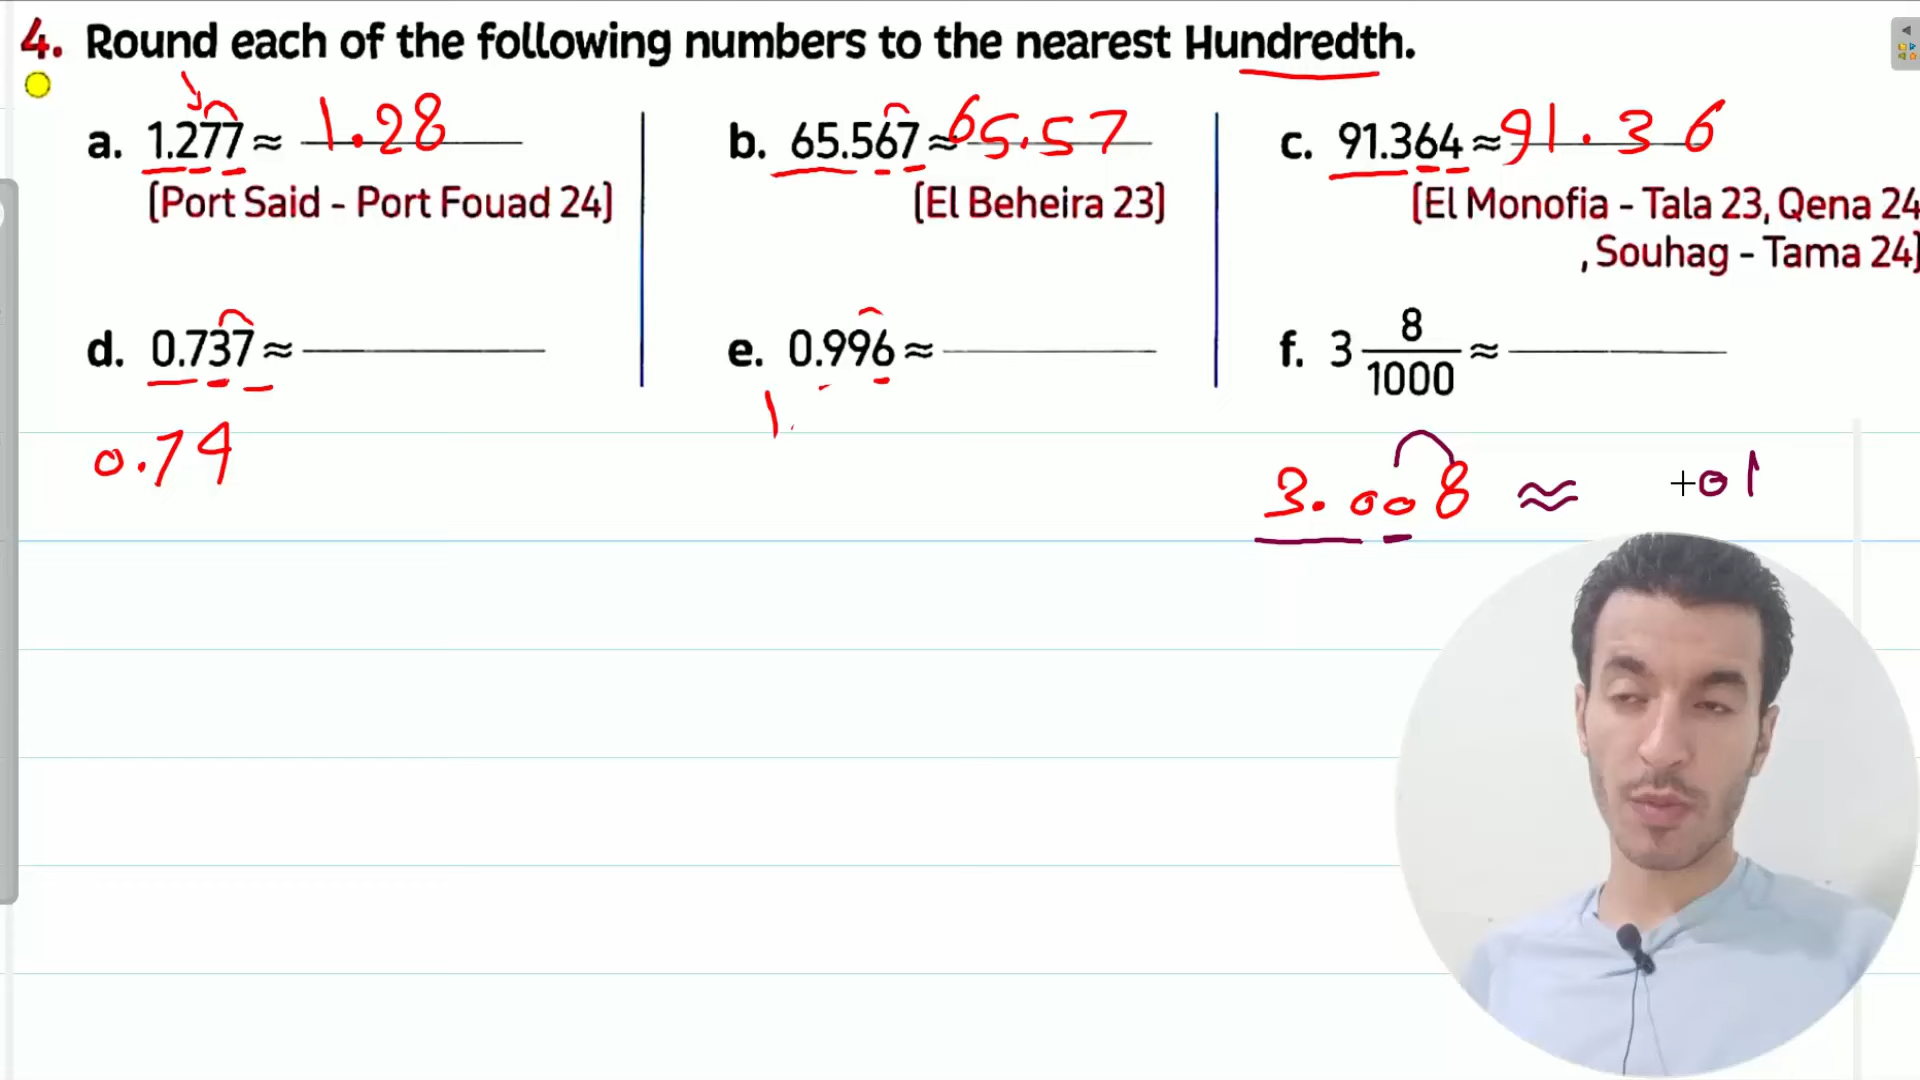 4. Round each of the following numbers to the nearest Hundredth.
a. 1.277 ≈ 1.28
[Port Said - Port Fouad 24]
b. 65.567 ≈ 65.57
[El Beheira 23]
c. 91.364 ≈ 91.36
[El Monofia - Tala 23, Qena 24
, Souhag - Tama 24]
d. 0.737 ≈
0.74
e. 0.996 ≈
1.
f. 3 8/1000 ≈
3.008 ≈ 01